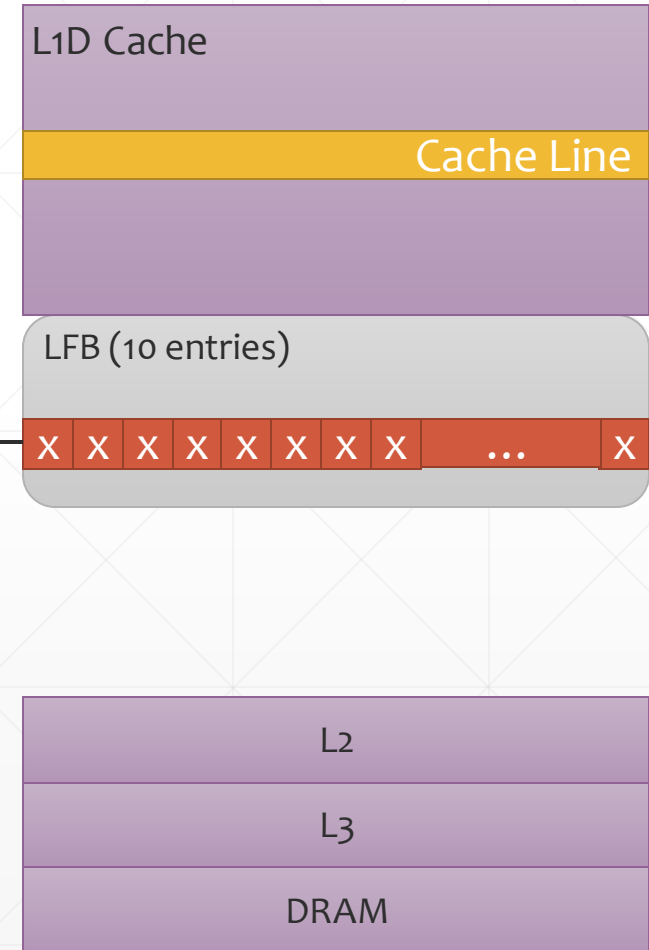 L1D Cache
Cache Line
LFB (10 entries)
X X X X X X X X ... X
L2
L3
DRAM